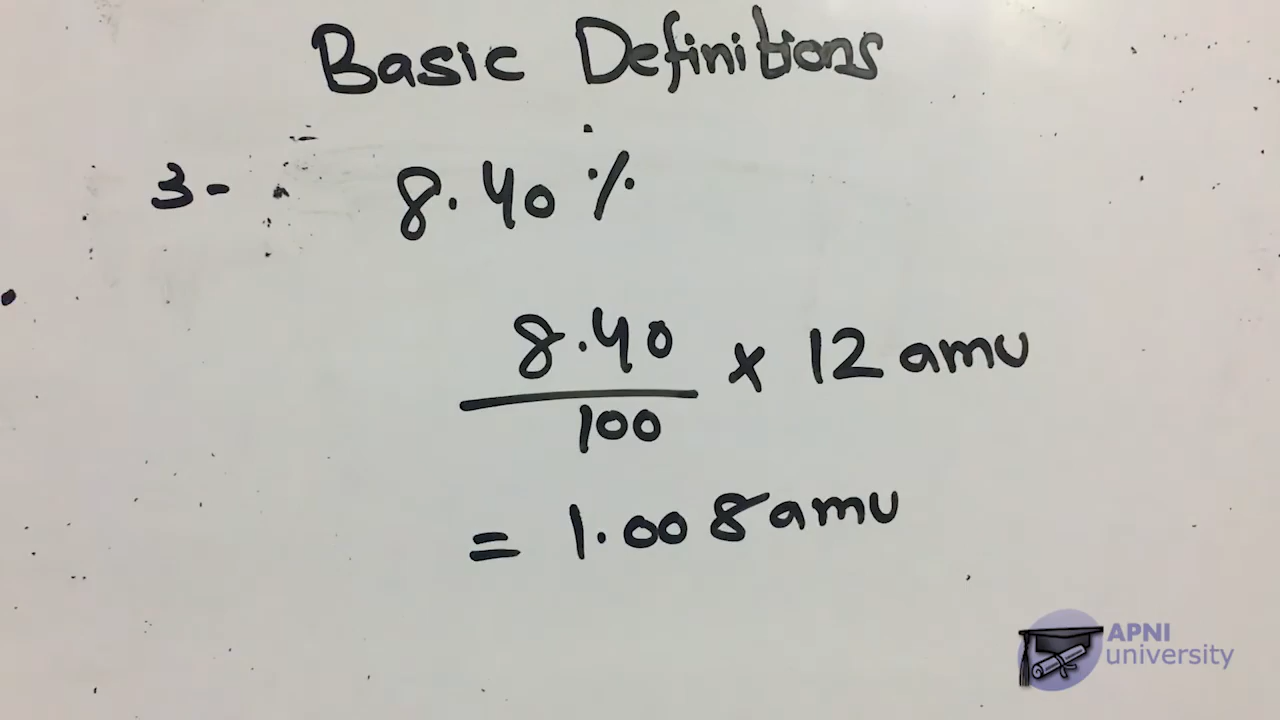 Basic Definitions
3- 8.40 %
8.40
100
× 12 amu
= 1.008 amu
APNI
university